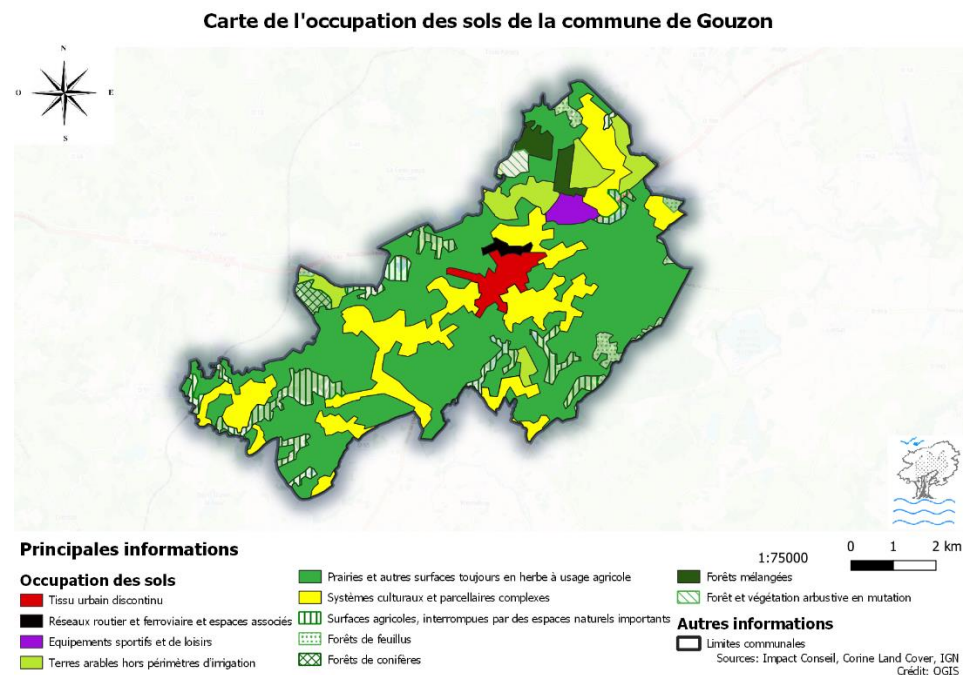 Carte de l'occupation des sols de la commune de Gouzon
N
O
E
S
Principales informations
Occupation des sols
Tissu urbain discontinu
Réseaux routier et ferroviaire et espaces associés
Equipements sportifs et de loisirs
Terres arables hors périmètres d'irrigation
Prairies et autres surfaces toujours en herbe à usage agricole
Systèmes culturaux et parcellaires complexes
Surfaces agricoles, interrompues par des espaces naturels importants
Forêts de feuillus
Forêts de conifères
1:75000
0 1 2 km
Forêts mélangées
Forêt et végétation arbustive en mutation
Autres informations
Limites communales
Sources: Impact Conseil, Corine Land Cover, IGN
Crédit: QGIS